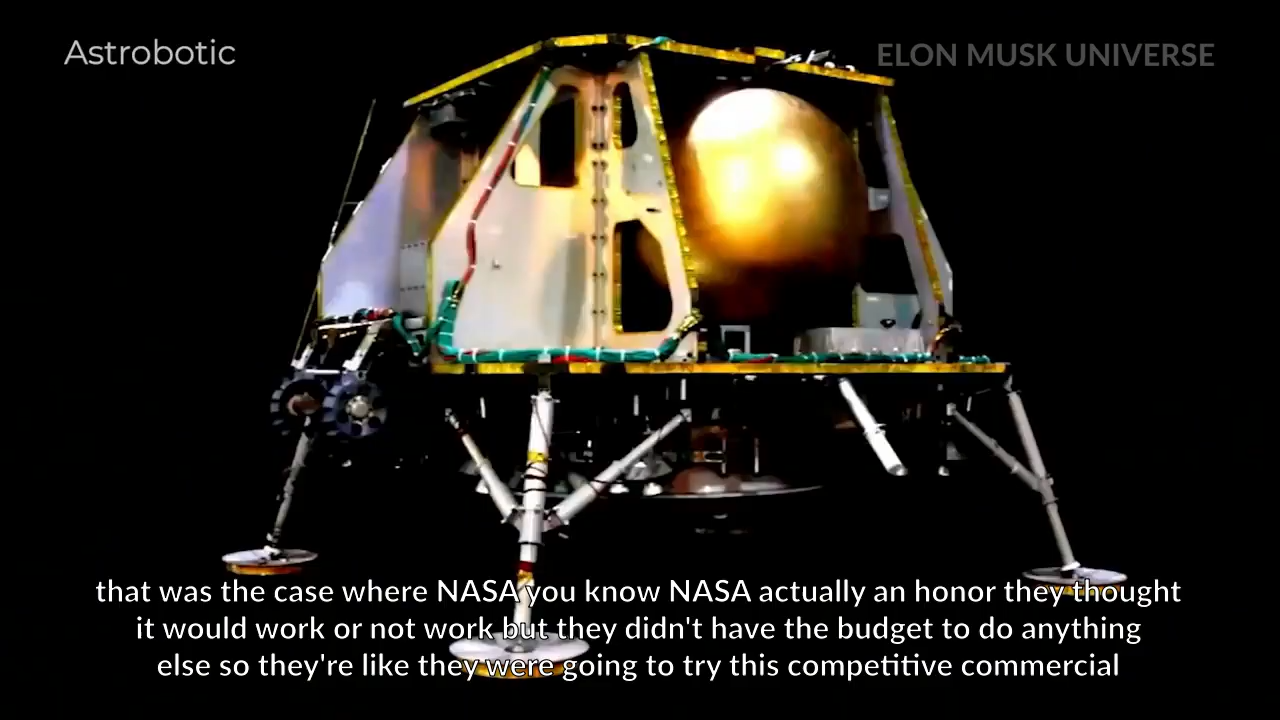 Astrobotic
ELON MUSK UNIVERSE
that was the case where NASA you know NASA actually an honor they thought
it would work or not work but they didn't have the budget to do anything
else so they're like they were going to try this competitive commercial